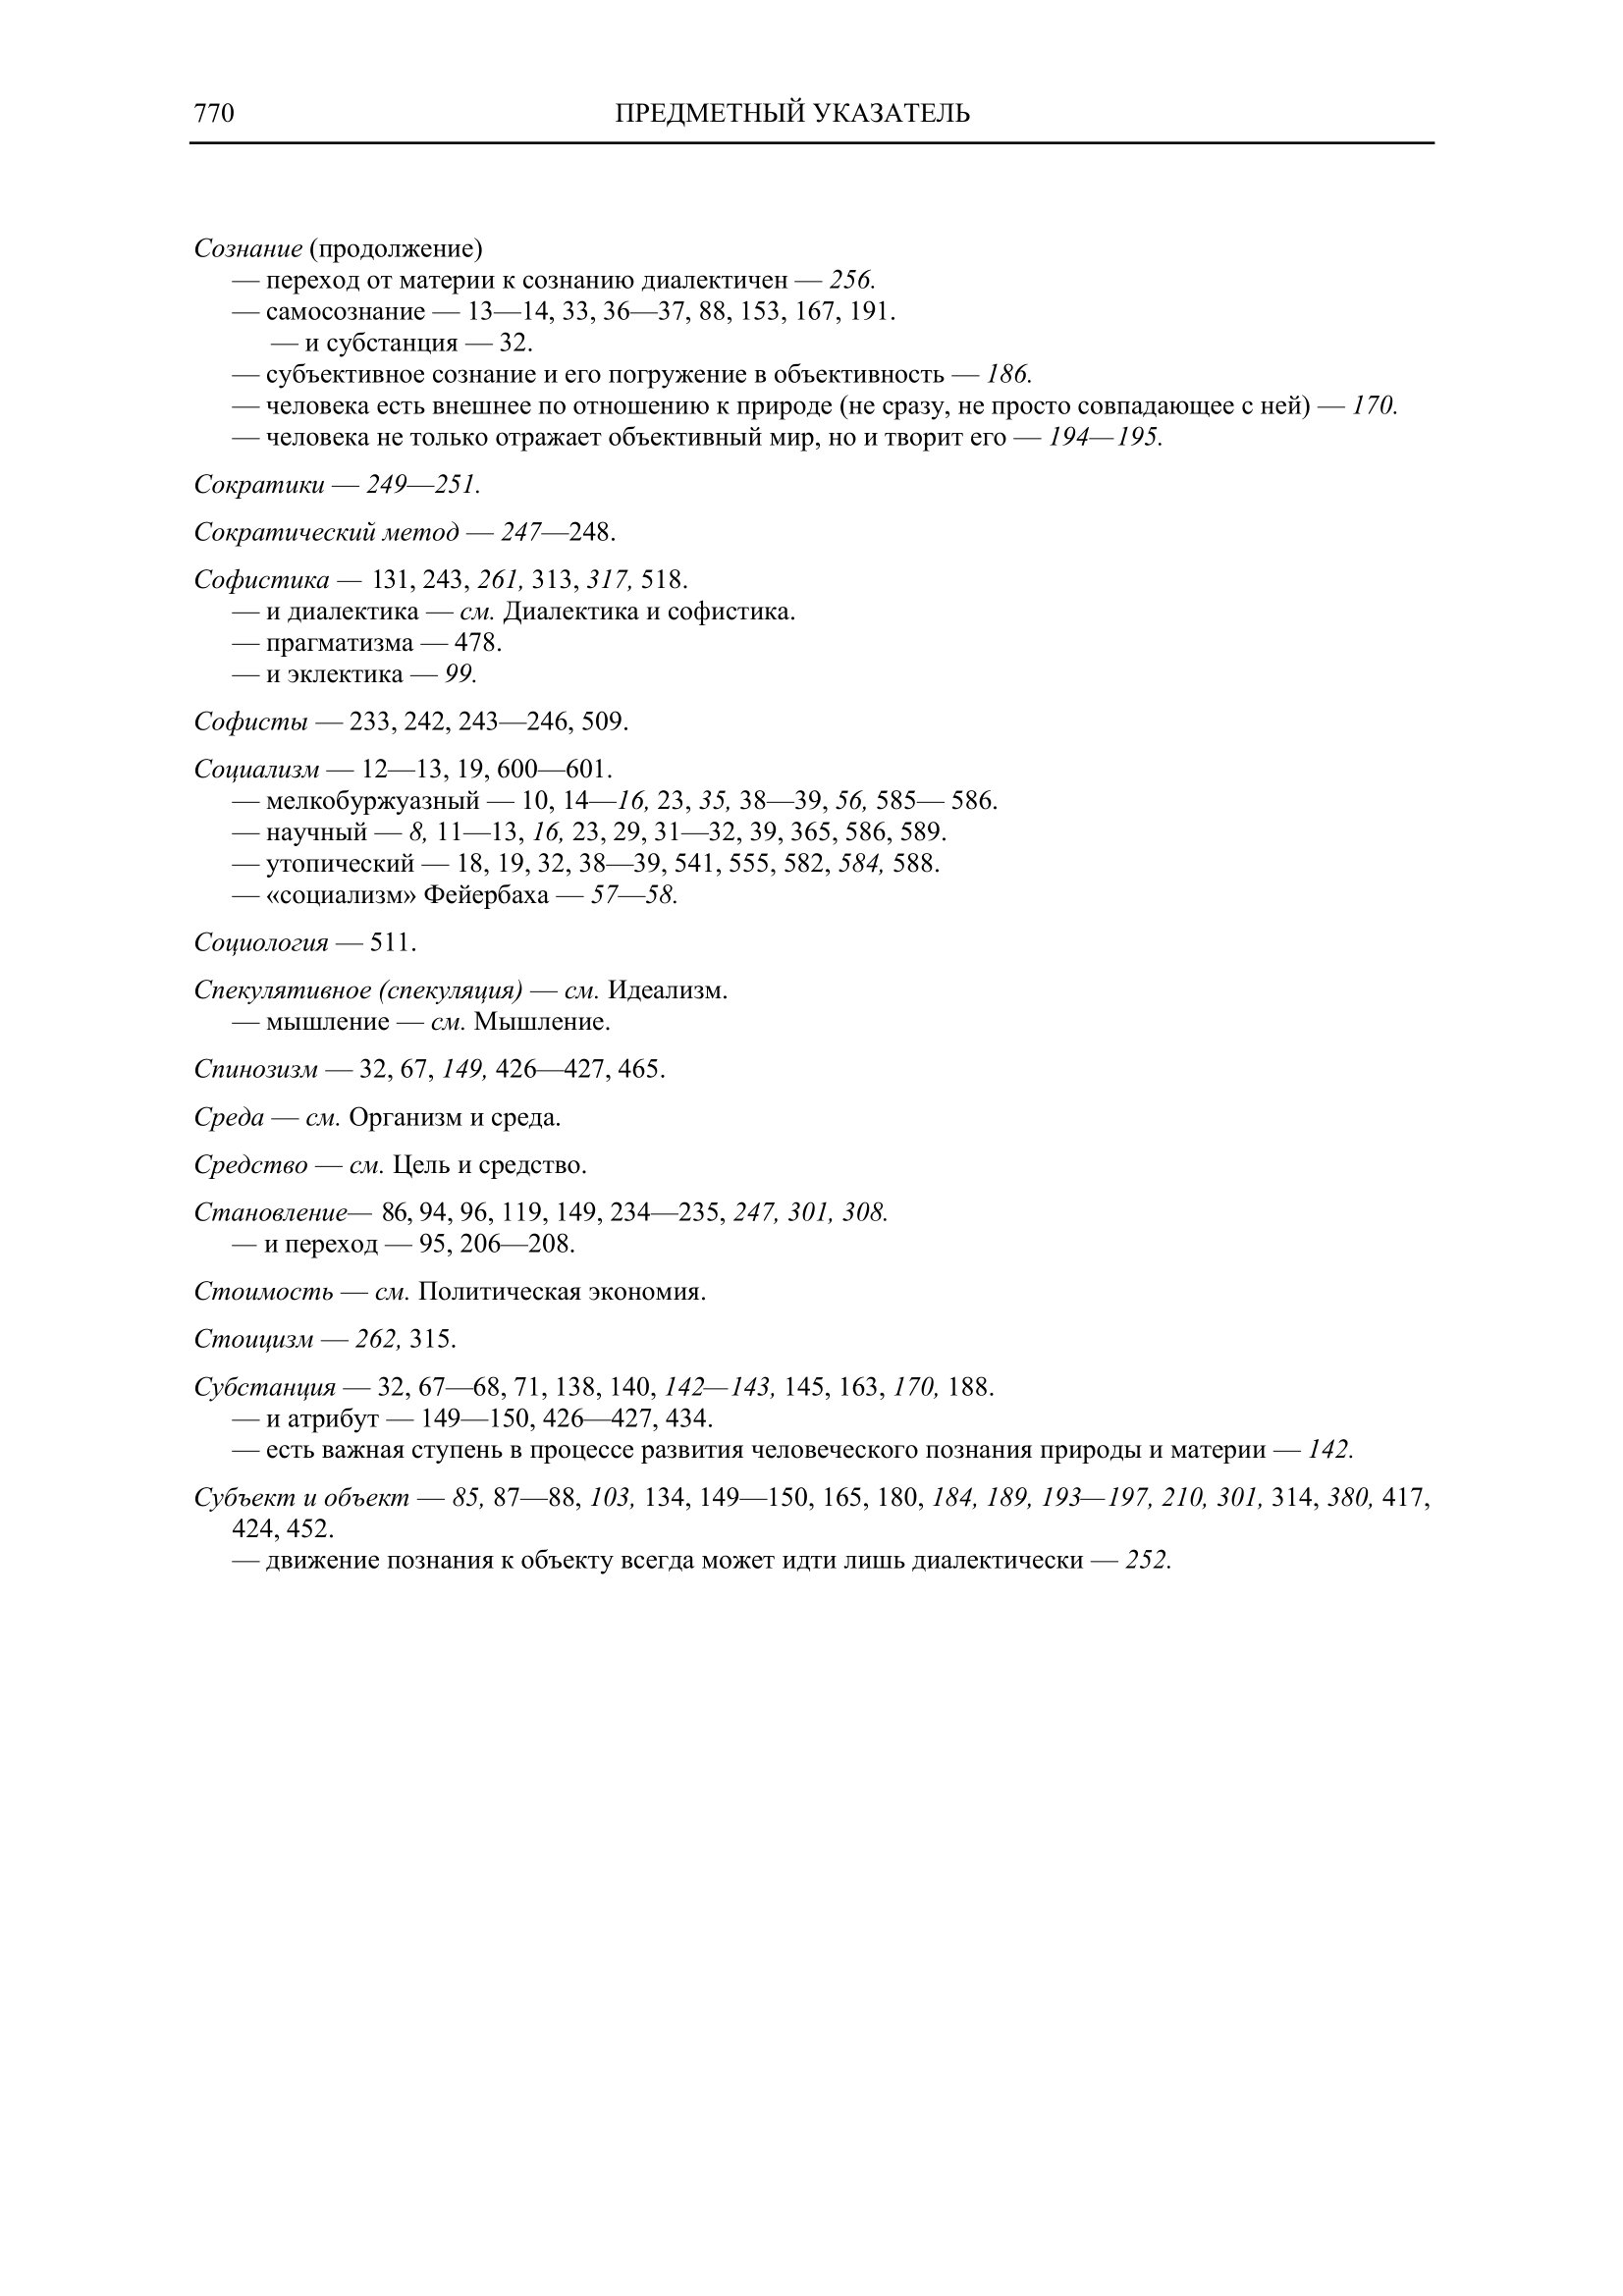 770 ПРЕДМЕТНЫЙ УКАЗАТЕЛЬ
Сознание (продолжение)
— переход от материи к сознанию диалектичен — 256.
— самосознание — 13—14, 33, 36—37, 88, 153, 167, 191.
— и субстанция — 32.
— субъективное сознание и его погружение в объективность — 186.
— человека есть внешнее по отношению к природе (не сразу, не просто совпадающее с ней) — 170.
— человека не только отражает объективный мир, но и творит его — 194—195.
Сократики — 249—251.
Сократический метод — 247—248.
Софистика — 131, 243, 261, 313, 317, 518.
— и диалектика — см. Диалектика и софистика.
— прагматизма — 478.
— и эклектика — 99.
Софисты — 233, 242, 243—246, 509.
Социализм — 12—13, 19, 600—601.
— мелкобуржуазный — 10, 14—16, 23, 35, 38—39, 56, 585— 586.
— научный — 8, 11—13, 16, 23, 29, 31—32, 39, 365, 586, 589.
— утопический — 18, 19, 32, 38—39, 541, 555, 582, 584, 588.
— «социализм» Фейербаха — 57—58.
Социология — 511.
Спекулятивное (спекуляция) — см. Идеализм.
— мышление — см. Мышление.
Спинозизм — 32, 67, 149, 426—427, 465.
Среда — см. Организм и среда.
Средство — см. Цель и средство.
Становление— 86, 94, 96, 119, 149, 234—235, 247, 301, 308.
— и переход — 95, 206—208.
Стоимость — см. Политическая экономия.
Стоицизм — 262, 315.
Субстанция — 32, 67—68, 71, 138, 140, 142—143, 145, 163, 170, 188.
— и атрибут — 149—150, 426—427, 434.
— есть важная ступень в процессе развития человеческого познания природы и материи — 142.
Субъект и объект — 85, 87—88, 103, 134, 149—150, 165, 180, 184, 189, 193—197, 210, 301, 314, 380, 417,
424, 452.
— движение познания к объекту всегда может идти лишь диалектически — 252.